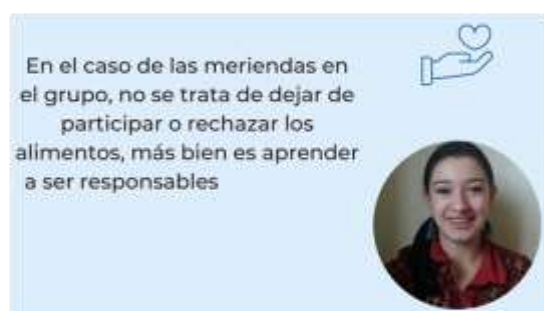 En el caso de las meriendas en
el grupo, no se trata de dejar de
participar o rechazar los
alimentos, más bien es aprender
a ser responsables